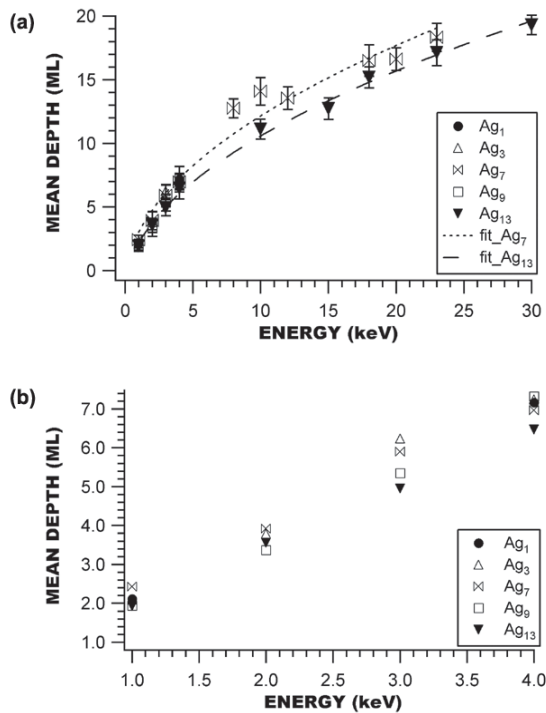 (a)
MEAN DEPTH (ML)
20
15
10
5
0
Ag₁
Ag₃
Ag₇
Ag₉
Ag₁₃
fit_Ag₇
fit_Ag₁₃
0 5 10 15 20 25 30
ENERGY (keV)
(b)
MEAN DEPTH (ML)
7.0
6.0
5.0
4.0
3.0
2.0
1.0
Ag₁
Ag₃
Ag₇
Ag₉
Ag₁₃
1.0 1.5 2.0 2.5 3.0 3.5 4.0
ENERGY (keV)